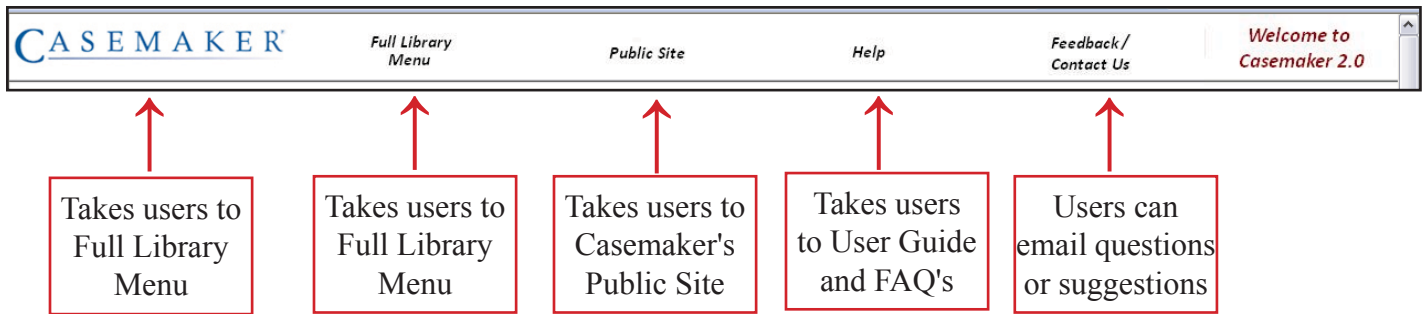 CASEMAKER®
Full Library
Menu
Public Site
Help
Feedback/
Contact Us
Welcome to
Casemaker 2.0
Takes users to
Full Library
Menu
Takes users to
Full Library
Menu
Takes users to
Casemaker's
Public Site
Takes users
to User Guide
and FAQ's
Users can
email questions
or suggestions